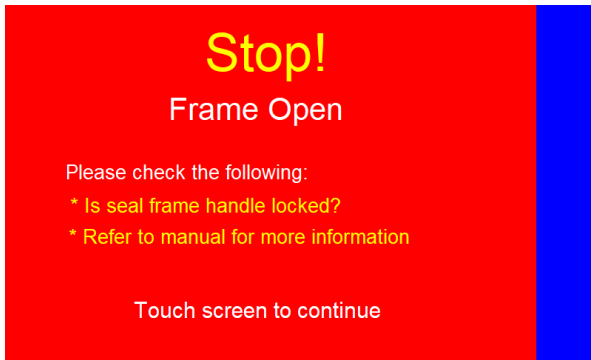 Stop!
Frame Open
Please check the following:
* Is seal frame handle locked?
* Refer to manual for more information
Touch screen to continue